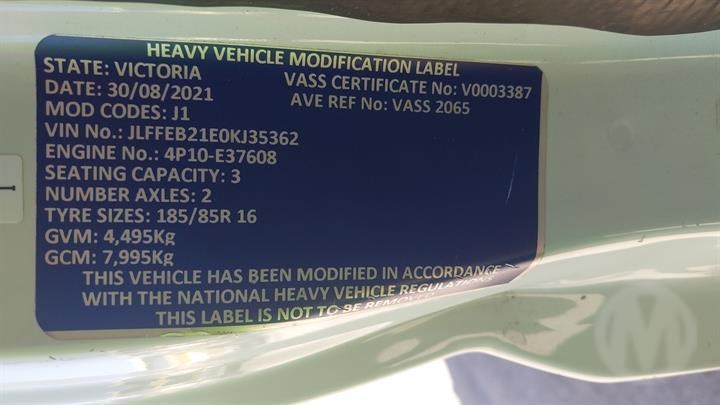 HEAVY VEHICLE MODIFICATION LABEL
STATE: VICTORIA
VASS CERTIFICATE No: V0003387
DATE: 30/08/2021
AVE REF No: VASS 2065
MOD CODES: J1
VIN No.: JLFFEB21E0KJ35362
ENGINE No.: 4P10-E37608
SEATING CAPACITY: 3
NUMBER AXLES: 2
TYRE SIZES: 185/85R 16
GVM: 4,495Kg
GCM: 7,995Kg
THIS VEHICLE HAS BEEN MODIFIED IN ACCORDANCE
WITH THE NATIONAL HEAVY VEHICLE REGULATIONS
THIS LABEL IS NOT TO BE REMOVED
M